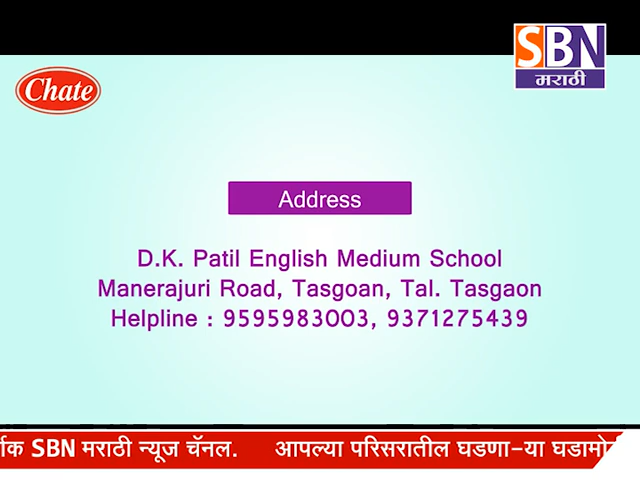 SBN
मराठी
Chate
Address
D.K. Patil English Medium School
Manerajuri Road, Tasgoan, Tal. Tasgaon
Helpline : 9595983003, 9371275439
SBN मराठी न्यूज चॅनल. आपल्या परिसरातील घडणा-या